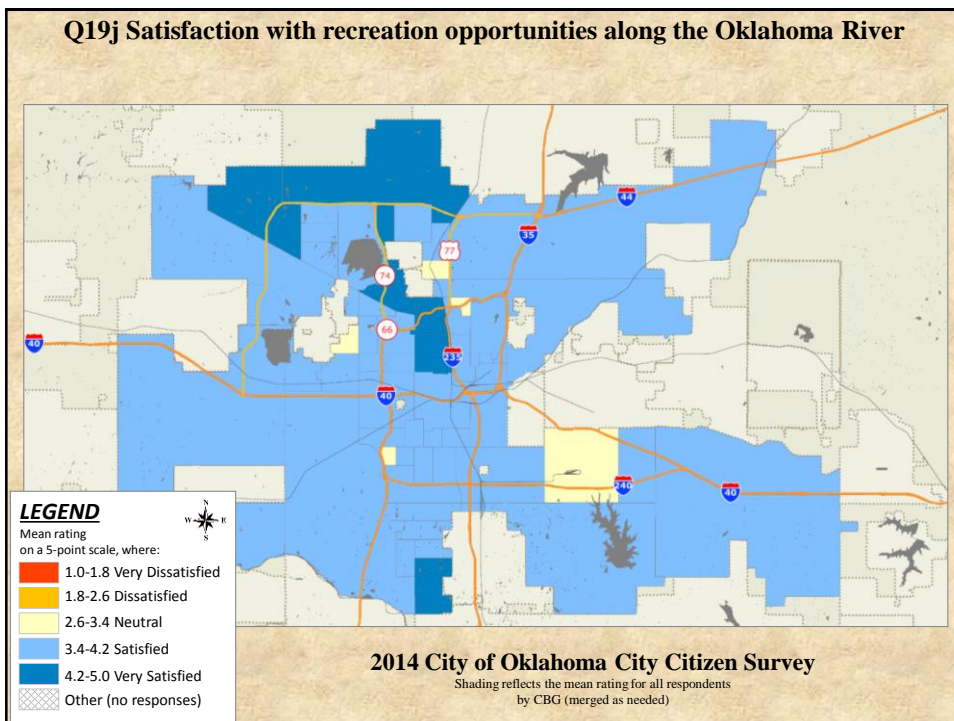 Q19j Satisfaction with recreation opportunities along the Oklahoma River
44
35
77
74
66
40
235
40
240
40
LEGEND
N
W E
S
Mean rating
on a 5-point scale, where:
1.0-1.8 Very Dissatisfied
1.8-2.6 Dissatisfied
2.6-3.4 Neutral
3.4-4.2 Satisfied
4.2-5.0 Very Satisfied
Other (no responses)
2014 City of Oklahoma City Citizen Survey
Shading reflects the mean rating for all respondents
by CBG (merged as needed)